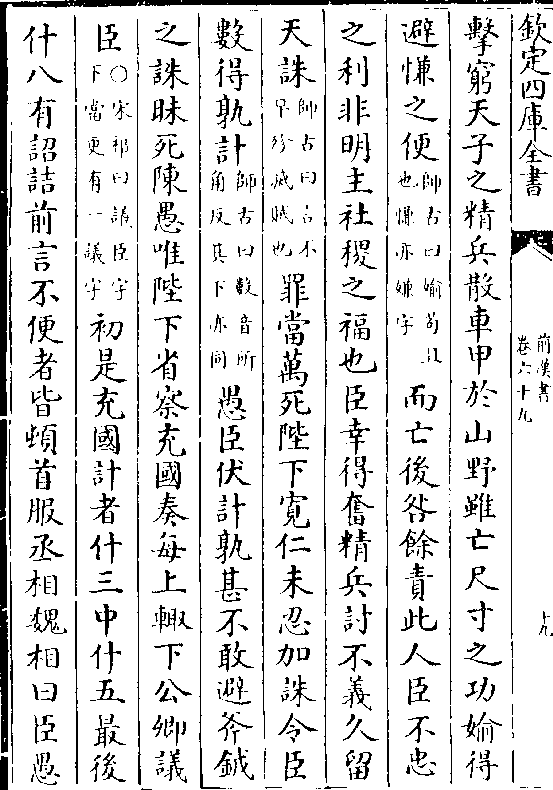 欽定四庫全書
前漢書
卷六十九
十九
擊窮天子之精兵散車甲於山野雖亡尺寸之功媮得
避慊之便師古曰媮苟且也慊亦嫌字而亡後咎餘責此人臣不忠
之利非明主社稷之福也臣幸得奮精兵討不義久留
天誅師古曰言不早殄滅賊也罪當萬死陛下寛仁未忍加誅令臣
數得孰計師古曰數音所角反其下亦同愚臣伏計孰甚不敢避斧鉞
之誅昧死陳愚唯陛下省察充國奏每上輙下公卿議
臣○宋祁曰議臣字下當更有一議字初是充國計者什三中什五最後
什八有詔詰前言不便者皆頓首服丞相魏相曰臣愚